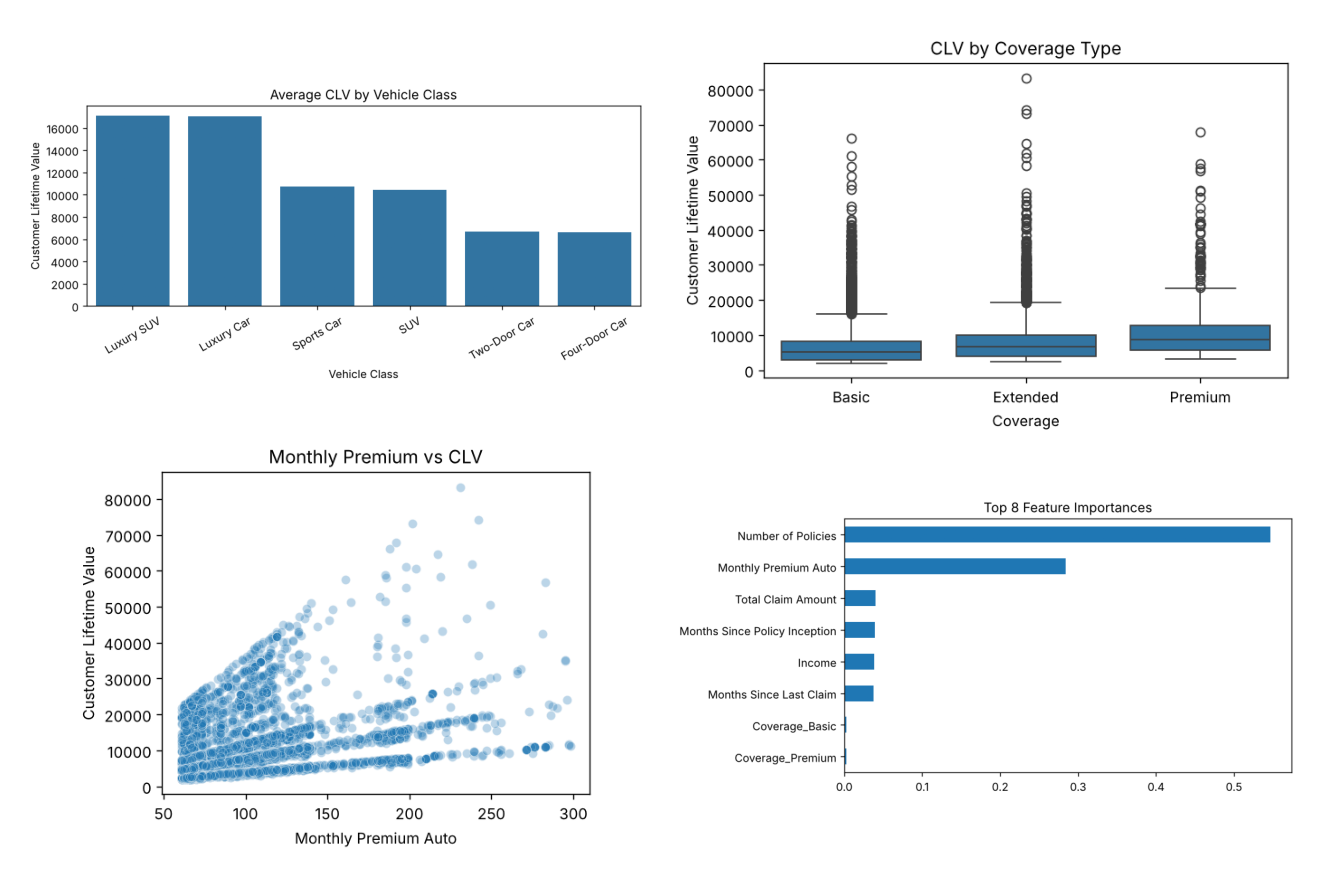 Average CLV by Vehicle Class
Customer Lifetime Value
16000
14000
12000
10000
8000
6000
4000
2000
0
Luxury SUV
Luxury Car
Sports Car
SUV
Two-Door Car
Four-Door Car
Vehicle Class
CLV by Coverage Type
Customer Lifetime Value
80000
70000
60000
50000
40000
30000
20000
10000
0
Basic
Extended
Premium
Coverage
Monthly Premium vs CLV
Customer Lifetime Value
80000
70000
60000
50000
40000
30000
20000
10000
0
50
100
150
200
250
300
Monthly Premium Auto
Top 8 Feature Importances
Number of Policies
Monthly Premium Auto
Total Claim Amount
Months Since Policy Inception
Income
Months Since Last Claim
Coverage_Basic
Coverage_Premium
0.0
0.1
0.2
0.3
0.4
0.5